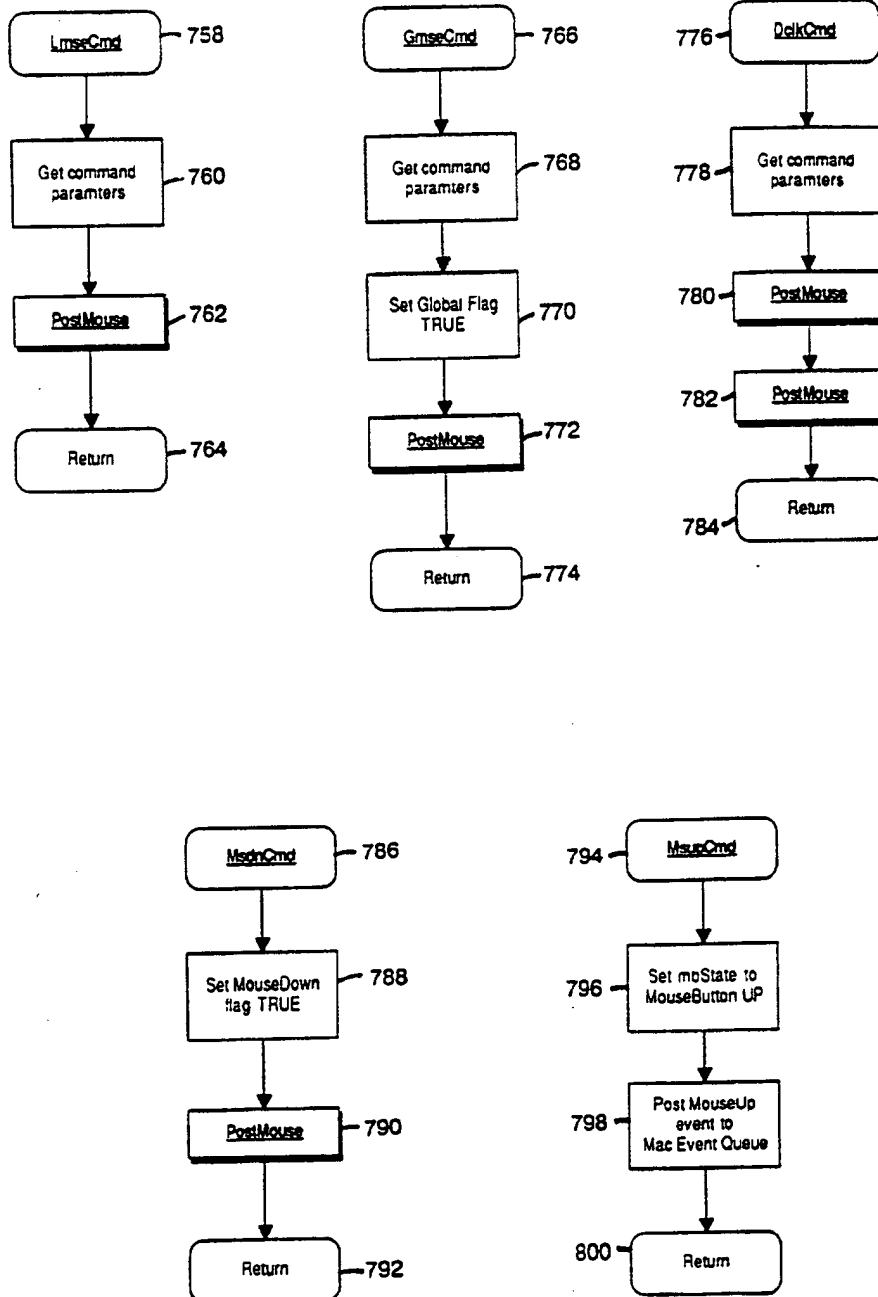 LmseCmd
758
Get command
paramters
760
PostMouse
762
Return
764
GmseCmd
766
Get command
paramters
768
Set Global Flag
TRUE
770
PostMouse
772
Return
774
DclkCmd
776
Get command
paramters
778
PostMouse
780
PostMouse
782
Return
784
MsdnCmd
786
Set MouseDown
flag TRUE
788
PostMouse
790
Return
792
MsupCmd
794
Set mbState to
MouseButton UP
796
Post MouseUp
event to
Mac Event Queue
798
Return
800